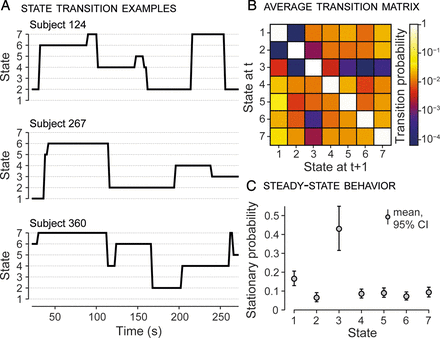 A STATE TRANSITION EXAMPLES
Subject 124
7
6
5
4
3
2
1
Subject 267
7
6
5
4
3
2
1
Subject 360
7
6
5
4
3
2
1
State
50 100 150 200 250
Time (s)
B AVERAGE TRANSITION MATRIX
State at t
1
2
3
4
5
6
7
1 2 3 4 5 6 7
State at t+1
Transition probability
1
10⁻¹
10⁻²
10⁻³
10⁻⁴
C STEADY-STATE BEHAVIOR
Stationary probability
0.5
0.4
0.3
0.2
0.1
0
mean,
95% CI
1 2 3 4 5 6 7
State